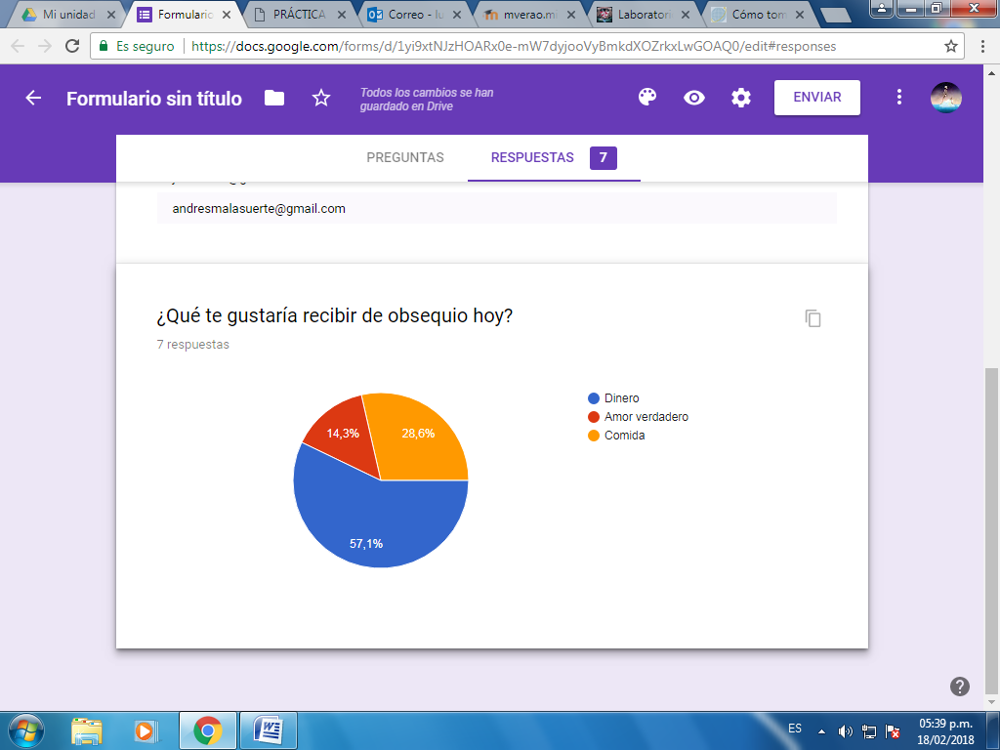 Mi unidad
Formulario
PRÁCTICA
Correo - lu
mverao.mi
Laboratori
Cómo tom
Es seguro
https://docs.google.com/forms/d/1yi9xtNJzHOARx0e-mW7dyjooVyBmkdXOZrkxLwGOAQ0/edit#responses
Formulario sin título
Todos los cambios se han
guardado en Drive
ENVIAR
PREGUNTAS
RESPUESTAS 7
andresmalasuerte@gmail.com
¿Qué te gustaría recibir de obsequio hoy?
7 respuestas
Dinero
Amor verdadero
Comida
14,3%
28,6%
57,1%
ES
05:39 p.m.
18/02/2018